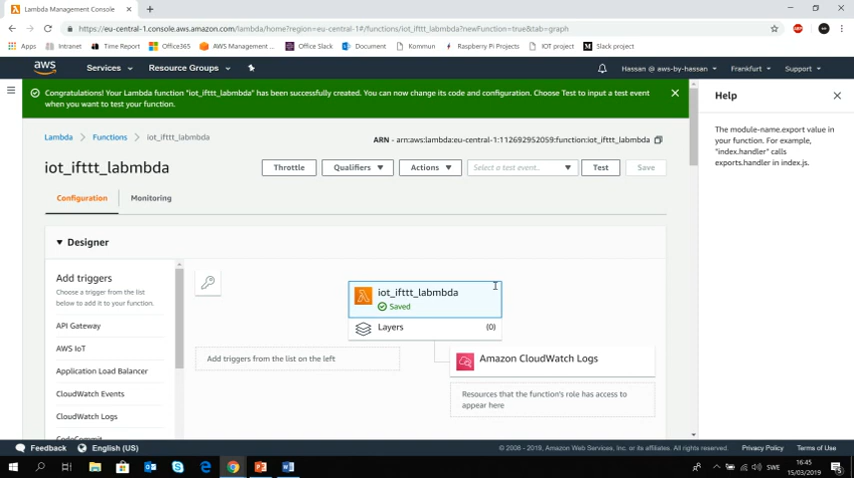 Lambda Management Console
https://eu-central-1.console.aws.amazon.com/lambda/home?region=eu-central-1#/functions/iot_ifttt_labmbda?newFunction=true&tab=graph
Apps Intranet Time Report Office365 AWS Management ... Office Slack Document Kommun Raspberry Pi Projects IOT project Slack project
aws Services Resource Groups Hassan @ aws-by-hassan Frankfurt Support
Congratulations! Your Lambda function "iot_ifttt_labmbda" has been successfully created. You can now change its code and configuration. Choose Test to input a test event
when you want to test your function.
Help
The module-name.export value in
your function. For example,
"index.handler" calls
exports.handler in index.js.
Lambda Functions iot_ifttt_labmbda
ARN - arn:aws:lambda:eu-central-1:112692952059:function:iot_ifttt_labmbda
iot_ifttt_labmbda
Throttle Qualifiers Actions Select a test event.. Test Save
Configuration Monitoring
Designer
Add triggers
Choose a trigger from the list
below to add it to your function.
API Gateway
AWS IoT
Application Load Balancer
CloudWatch Events
CloudWatch Logs
CodeCommit
iot_ifttt_labmbda
Saved
Layers (0)
Add triggers from the list on the left
Amazon CloudWatch Logs
Resources that the function's role has access to
appear here
Feedback English (US) © 2008 - 2019, Amazon Web Services, Inc. or its affiliates. All rights reserved. Privacy Policy Terms of Use
SWE
16:45
15/03/2019